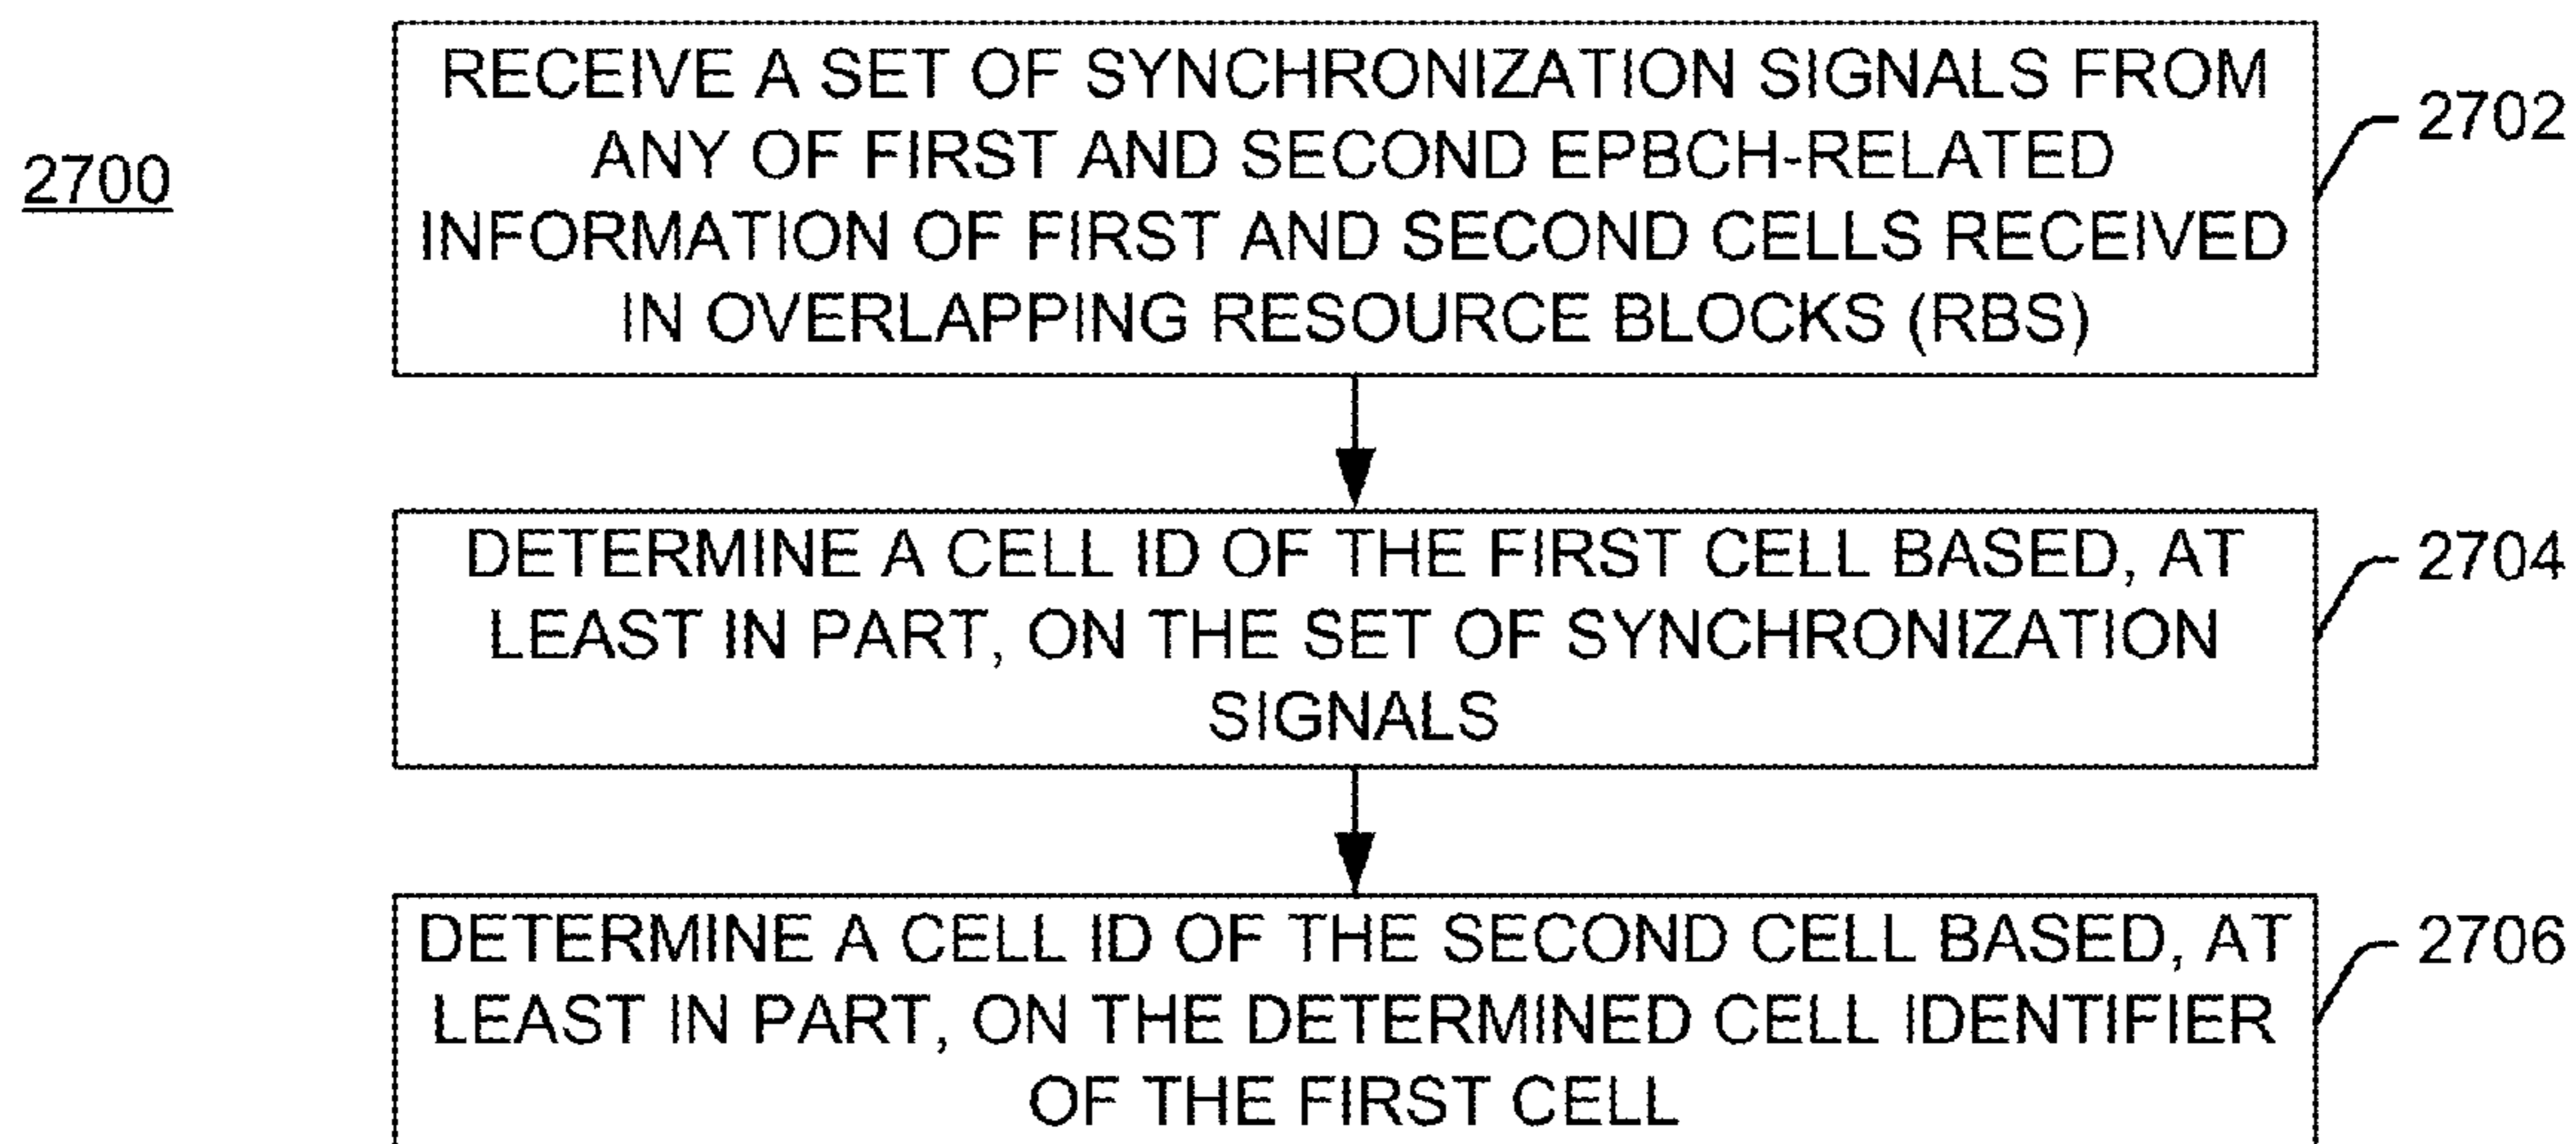 2700
RECEIVE A SET OF SYNCHRONIZATION SIGNALS FROM
ANY OF FIRST AND SECOND EPBCH-RELATED
INFORMATION OF FIRST AND SECOND CELLS RECEIVED
IN OVERLAPPING RESOURCE BLOCKS (RBS)
2702
DETERMINE A CELL ID OF THE FIRST CELL BASED, AT
LEAST IN PART, ON THE SET OF SYNCHRONIZATION
SIGNALS
2704
DETERMINE A CELL ID OF THE SECOND CELL BASED, AT
LEAST IN PART, ON THE DETERMINED CELL IDENTIFIER
OF THE FIRST CELL
2706